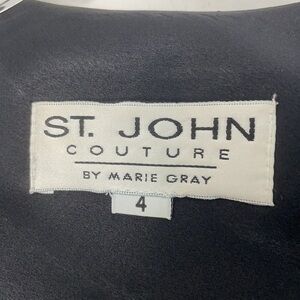 ST. JOHN
COUTURE
BY MARIE GRAY
4